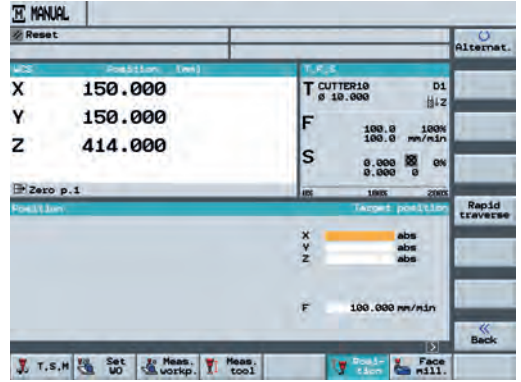 M MANUAL
Reset
Alternat.
WCS Position [mm]
T,F,S
X 150.000
Y 150.000
Z 414.000
T CUTTER10 D1
ø 10.000 Z
F 100.0 100%
100.0 mm/min
S 0.000 0%
0.000 0
Zero p.1
0% 100% 200%
Position Target position
Rapid
traverse
X abs
Y abs
Z abs
F 100.000 mm/min
Back
T,S,M
Set
WO
Meas.
workp.
Meas.
tool
Posi-
tion
Face
mill.